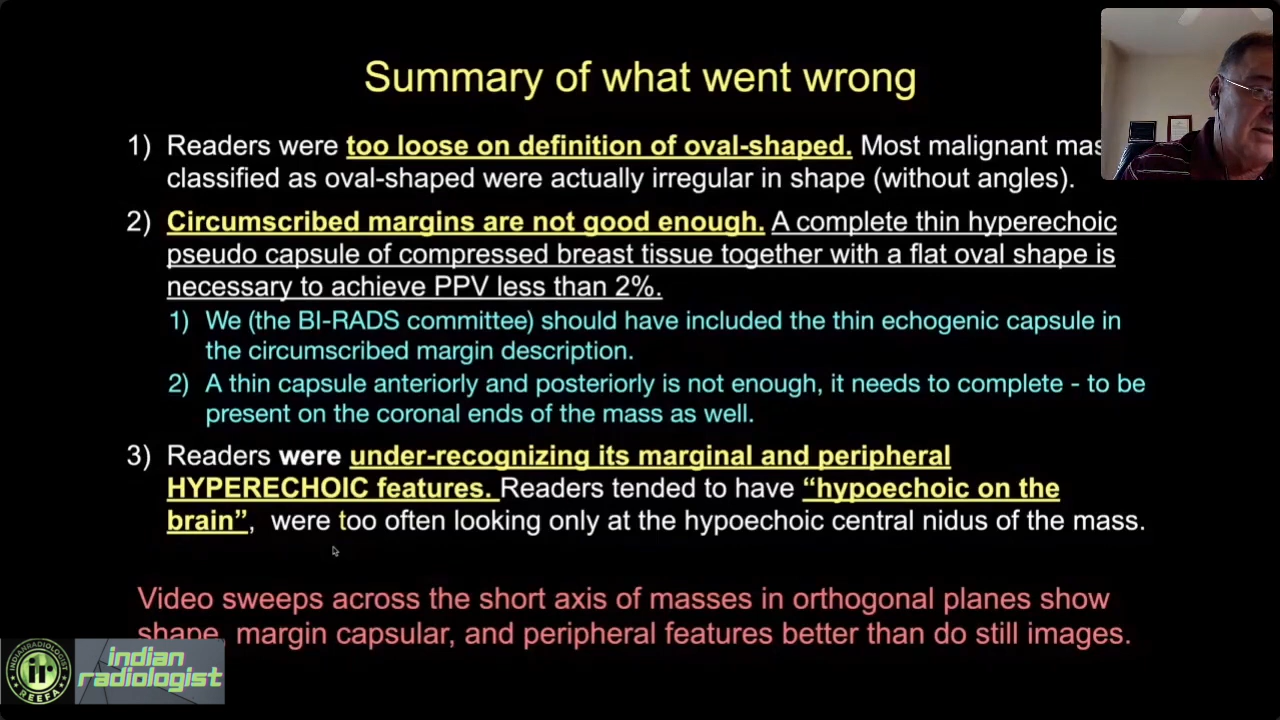 Summary of what went wrong
1) Readers were too loose on definition of oval-shaped. Most malignant mas
classified as oval-shaped were actually irregular in shape (without angles).
2) Circumscribed margins are not good enough. A complete thin hyperechoic
pseudo capsule of compressed breast tissue together with a flat oval shape is
necessary to achieve PPV less than 2%.
1) We (the BI-RADS committee) should have included the thin echogenic capsule in
the circumscribed margin description.
2) A thin capsule anteriorly and posteriorly is not enough, it needs to complete - to be
present on the coronal ends of the mass as well.
3) Readers were under-recognizing its marginal and peripheral
HYPERECHOIC features. Readers tended to have “hypoechoic on the
brain”, were too often looking only at the hypoechoic central nidus of the mass.
Video sweeps across the short axis of masses in orthogonal planes show
shape, margin capsular, and peripheral features better than do still images.
INDIANRADIOLOGIST
ir
REEFA
indian
radiologist